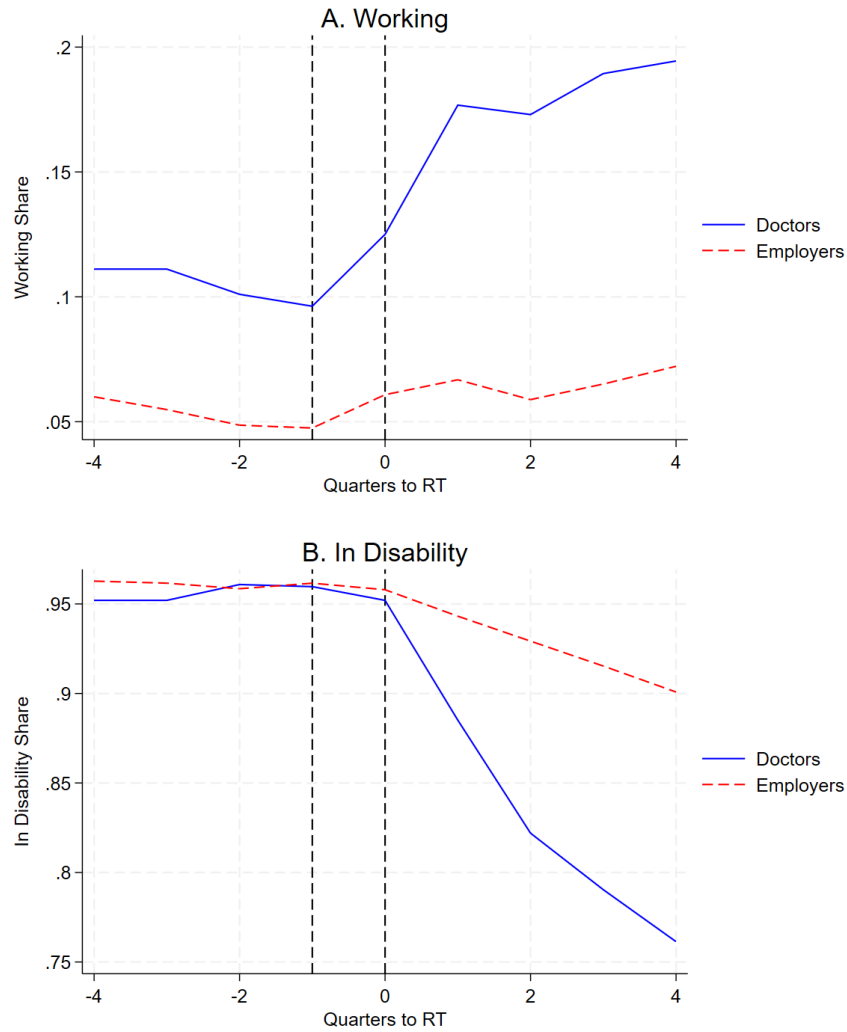 A. Working
Working Share
.2
.15
.1
.05
-4 -2 0 2 4
Quarters to RT
Doctors
Employers
B. In Disability
In Disability Share
.95
.9
.85
.8
.75
-4 -2 0 2 4
Quarters to RT
Doctors
Employers